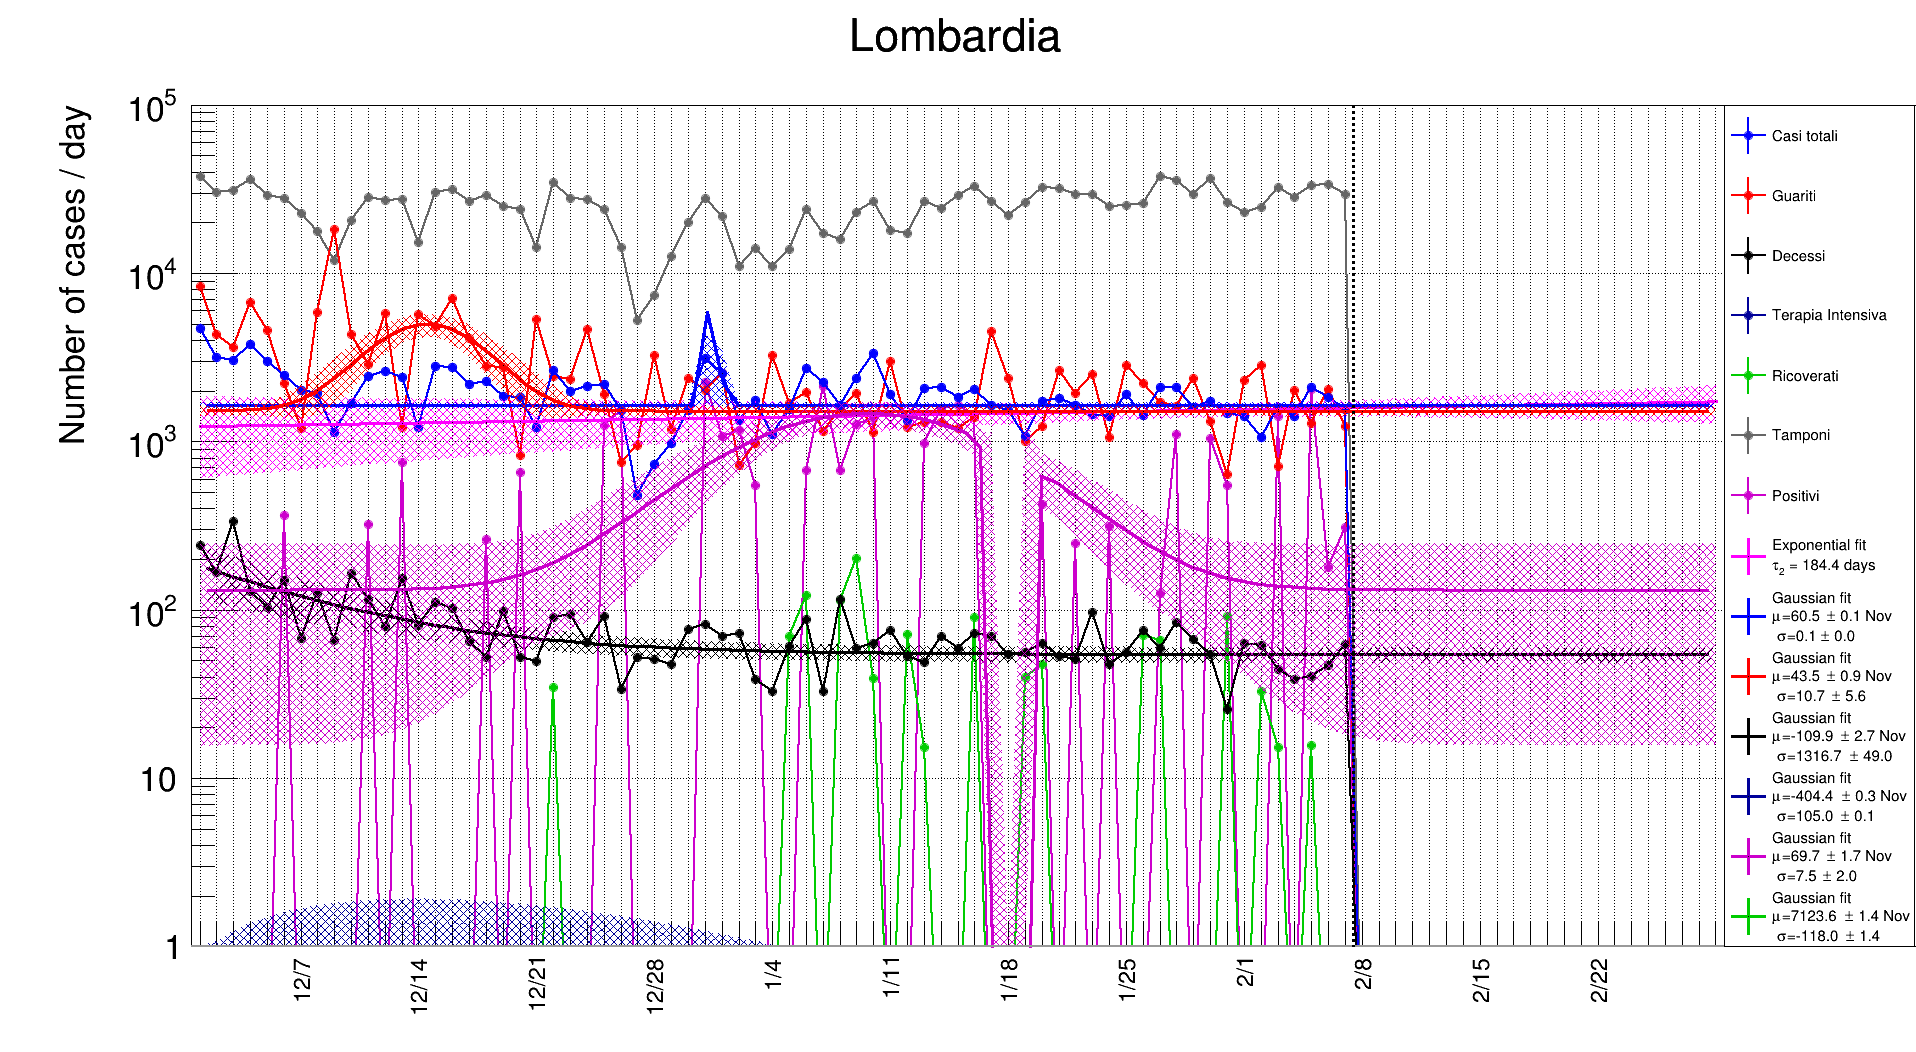 Lombardia
Number of cases / day
10^5
10^4
10^3
10^2
10
1
12/7
12/14
12/21
12/28
1/4
1/11
1/18
1/25
2/1
2/8
2/15
2/22
Casi totali
Guariti
Decessi
Terapia Intensiva
Ricoverati
Tamponi
Positivi
Exponential fit
τ₂ = 184.4 days
Gaussian fit
μ=60.5 ± 0.1 Nov
σ=0.1 ± 0.0
Gaussian fit
μ=43.5 ± 0.9 Nov
σ=10.7 ± 5.6
Gaussian fit
μ=-109.9 ± 2.7 Nov
σ=1316.7 ± 49.0
Gaussian fit
μ=-404.4 ± 0.3 Nov
σ=105.0 ± 0.1
Gaussian fit
μ=69.7 ± 1.7 Nov
σ=7.5 ± 2.0
Gaussian fit
μ=7123.6 ± 1.4 Nov
σ=-118.0 ± 1.4